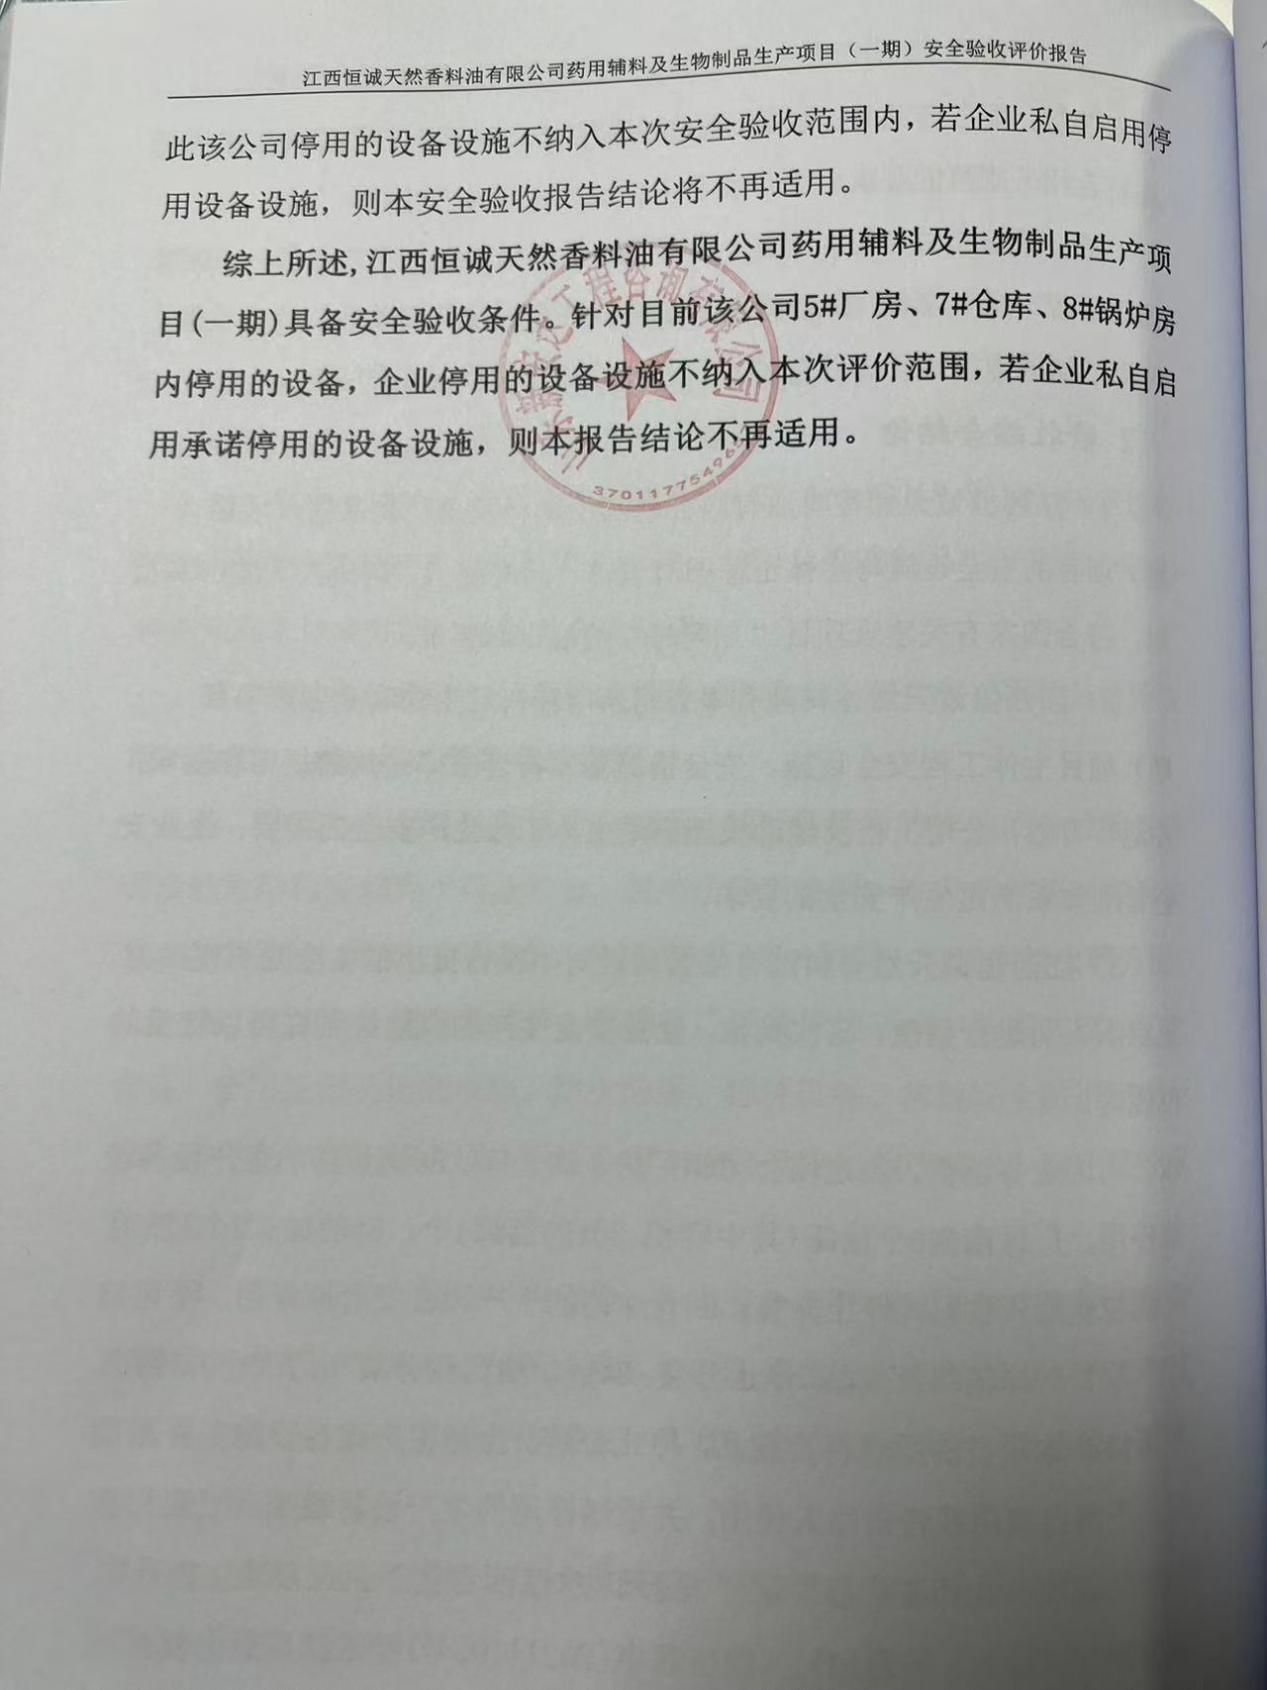 江西恒诚天然香料油有限公司药用辅料及生物制品生产项目（一期）安全验收评价报告
此该公司停用的设备设施不纳入本次安全验收范围内，若企业私自启用停
用设备设施，则本安全验收报告结论将不再适用。
综上所述,江西恒诚天然香料油有限公司药用辅料及生物制品生产项
目(一期)具备安全验收条件。针对目前该公司5#厂房、7#仓库、8#锅炉房
内停用的设备，企业停用的设备设施不纳入本次评价范围，若企业私自启
用承诺停用的设备设施，则本报告结论不再适用。
工程咨询有限公司